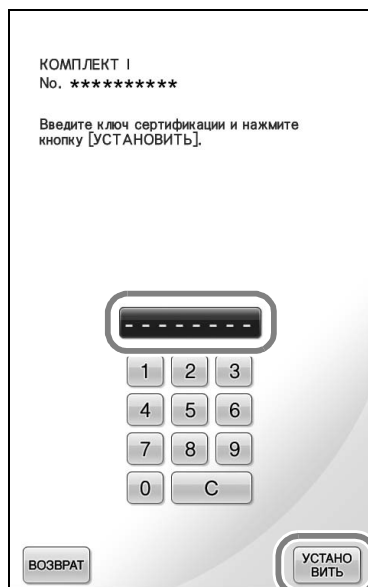 КОМПЛЕКТ I
No. **********
Введите ключ сертификации и нажмите
кнопку [УСТАНОВИТЬ].
- - - - - - - -
1 2 3
4 5 6
7 8 9
0 C
ВОЗВРАТ
УСТАНО
ВИТЬ